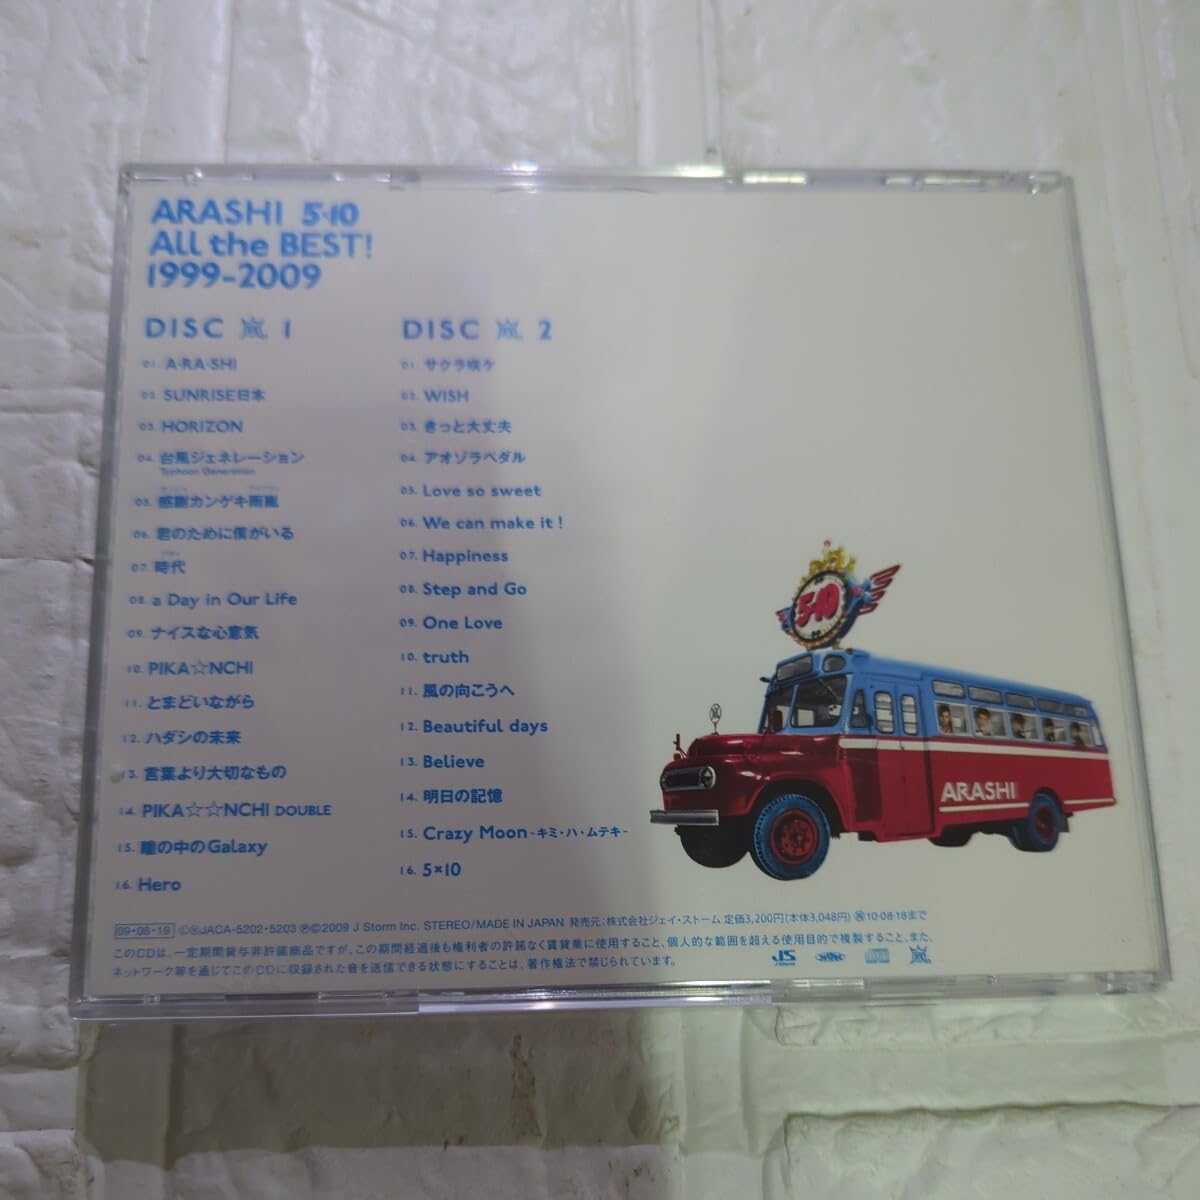 ARASHI 5・10
All the BEST!
1999-2009
DISC 嵐 1
01. A・RA・SHI
02. SUNRISE日本
03. HORIZON
04. 台風ジェネレーション
Typhoon Generation
05. 感謝カンゲキ雨嵐
06. 君のために僕がいる
07. 時代
08. a Day in Our Life
09. ナイスな心意気
10. PIKA☆NCHI
11. とまどいながら
12. ハダシの未来
13. 言葉より大切なもの
14. PIKA☆☆NCHI DOUBLE
15. 瞳の中のGalaxy
16. Hero
DISC 嵐 2
01. サクラ咲ケ
02. WISH
03. きっと大丈夫
04. アオゾラペダル
05. Love so sweet
06. We can make it!
07. Happiness
08. Step and Go
09. One Love
10. truth
11. 風の向こうへ
12. Beautiful days
13. Believe
14. 明日の記憶
15. Crazy Moon~キミ・ハ・ムテキ~
16. 5×10
5・10
嵐
ARASHI
09・08・19 ©Ⓡ JACA-5202・5203 ℗©2009 J Storm Inc. STEREO/MADE IN JAPAN 発売元:株式会社ジェイ・ストーム 定価3,200円(本体3,048円) 10・08・18まで
このCDは、一定期間貸与非許諾商品ですが、この期間経過後も権利者の許諾なく賃貸業に使用すること、個人的な範囲を超える使用目的で複製すること、また、
ネットワーク等を通じてこのCDに収録された音を送信できる状態にすることは、著作権法で禁じられています。
JS